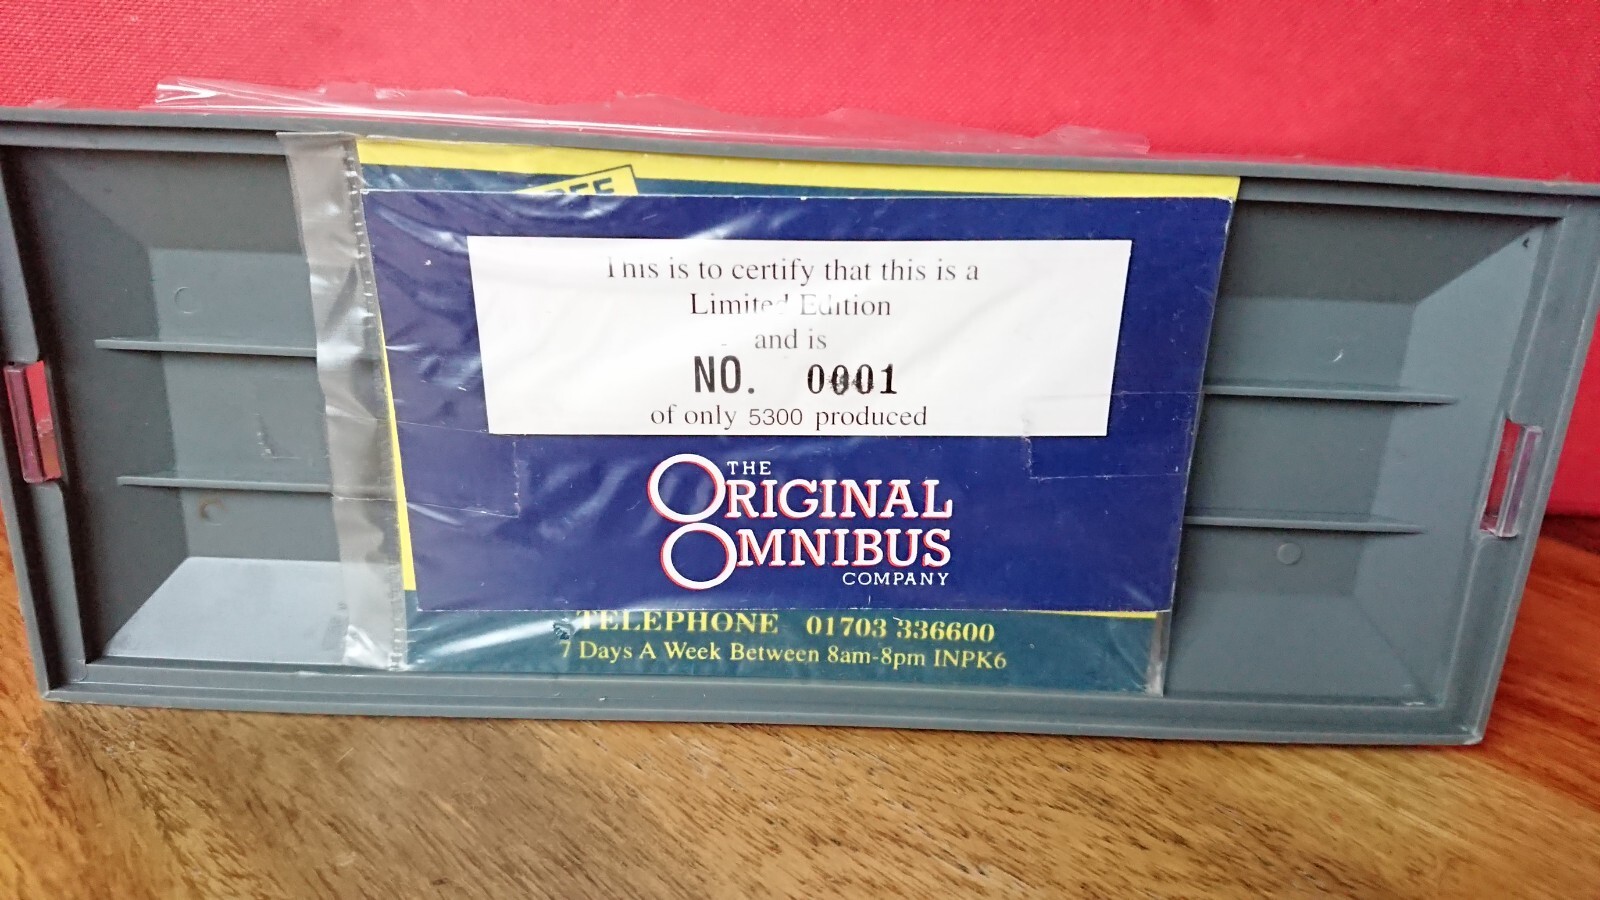 This is to certify that this is a
Limited Edition
and is
NO. 0001
of only 5300 produced
THE
ORIGINAL
OMNIBUS
COMPANY
TELEPHONE 01703 336600
7 Days A Week Between 8am-8pm INPK6